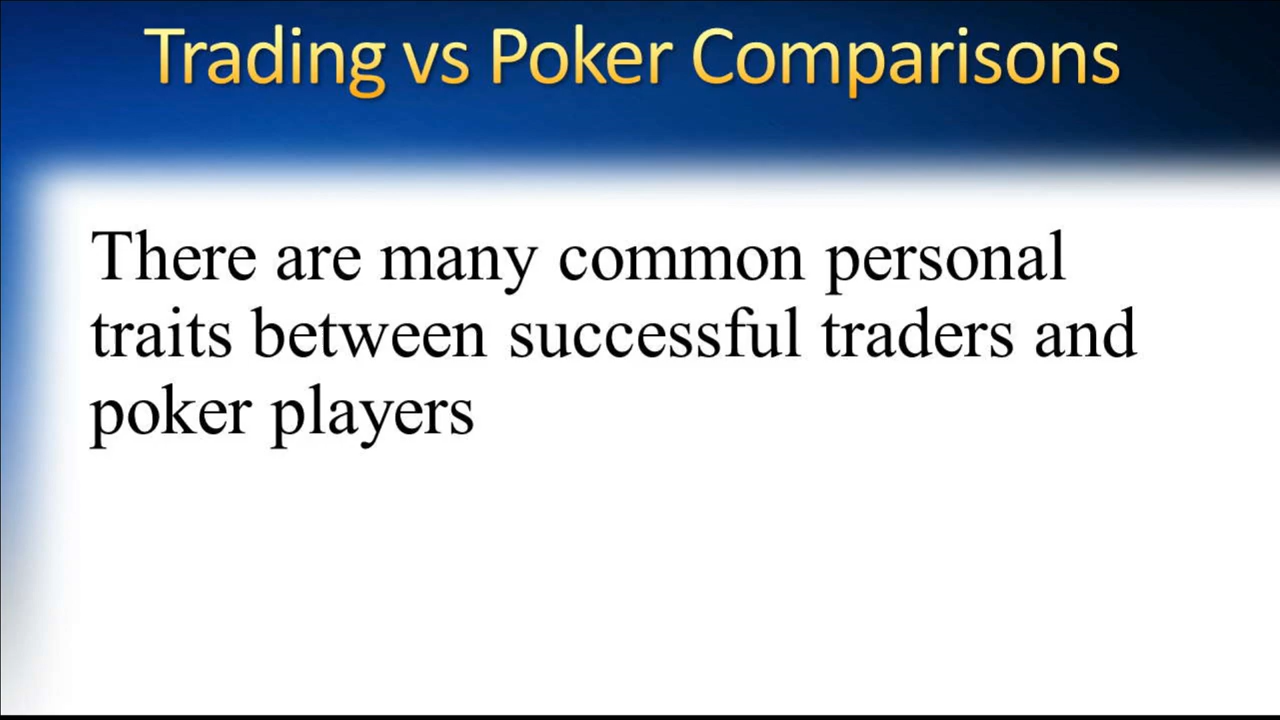 Trading vs Poker Comparisons
There are many common personal
traits between successful traders and
poker players